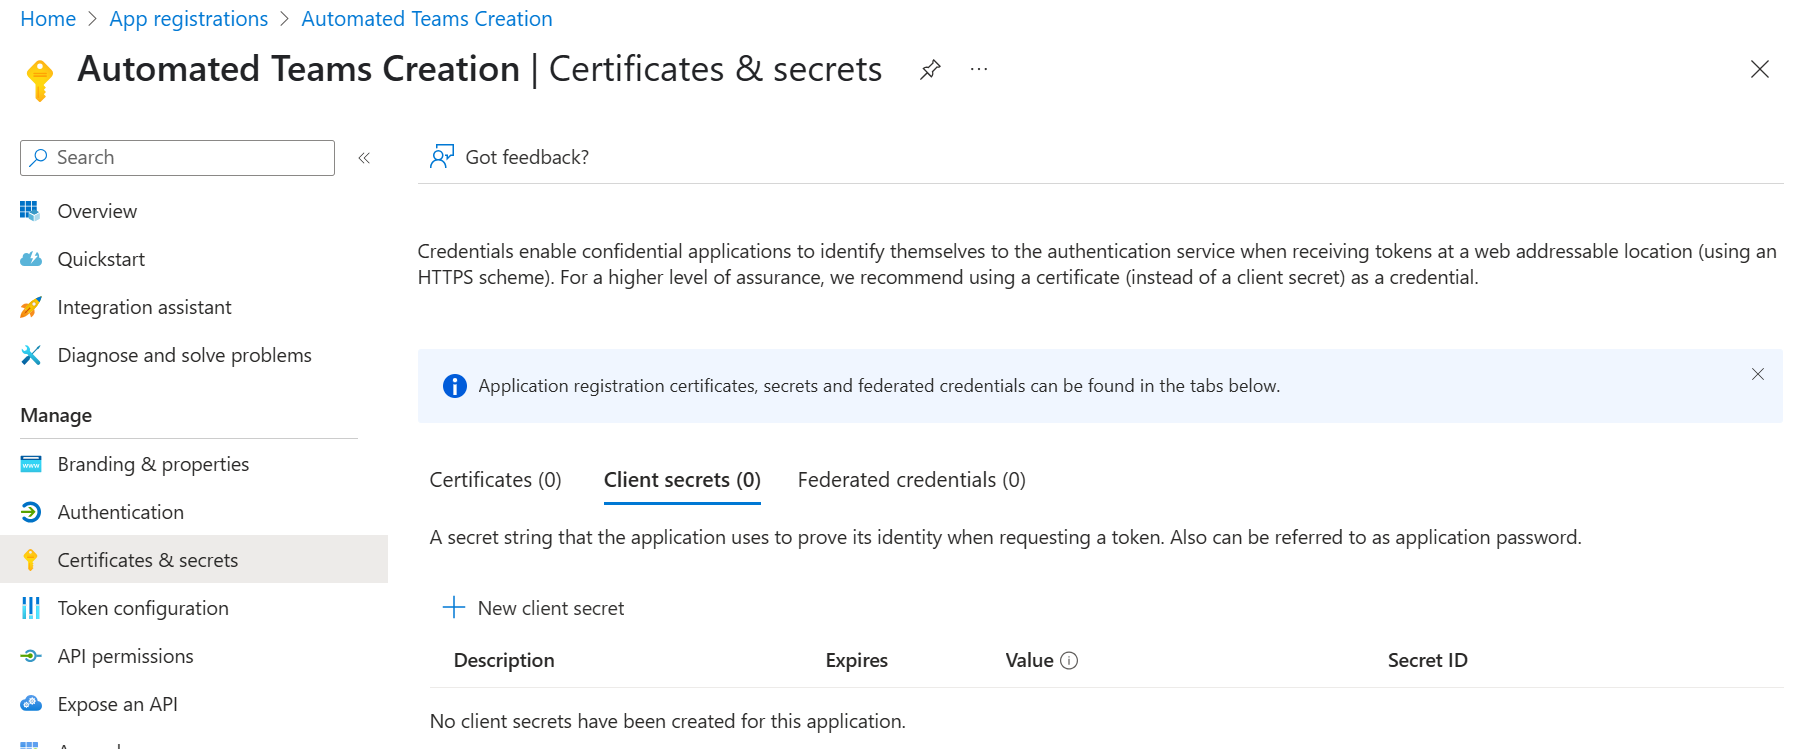 Home > App registrations > Automated Teams Creation
Automated Teams Creation | Certificates & secrets
Search
Overview
Quickstart
Integration assistant
Diagnose and solve problems
Manage
Branding & properties
Authentication
Certificates & secrets
Token configuration
API permissions
Expose an API
Got feedback?
Credentials enable confidential applications to identify themselves to the authentication service when receiving tokens at a web addressable location (using an
HTTPS scheme). For a higher level of assurance, we recommend using a certificate (instead of a client secret) as a credential.
Application registration certificates, secrets and federated credentials can be found in the tabs below.
Certificates (0) Client secrets (0) Federated credentials (0)
A secret string that the application uses to prove its identity when requesting a token. Also can be referred to as application password.
New client secret
Description Expires Value Secret ID
No client secrets have been created for this application.